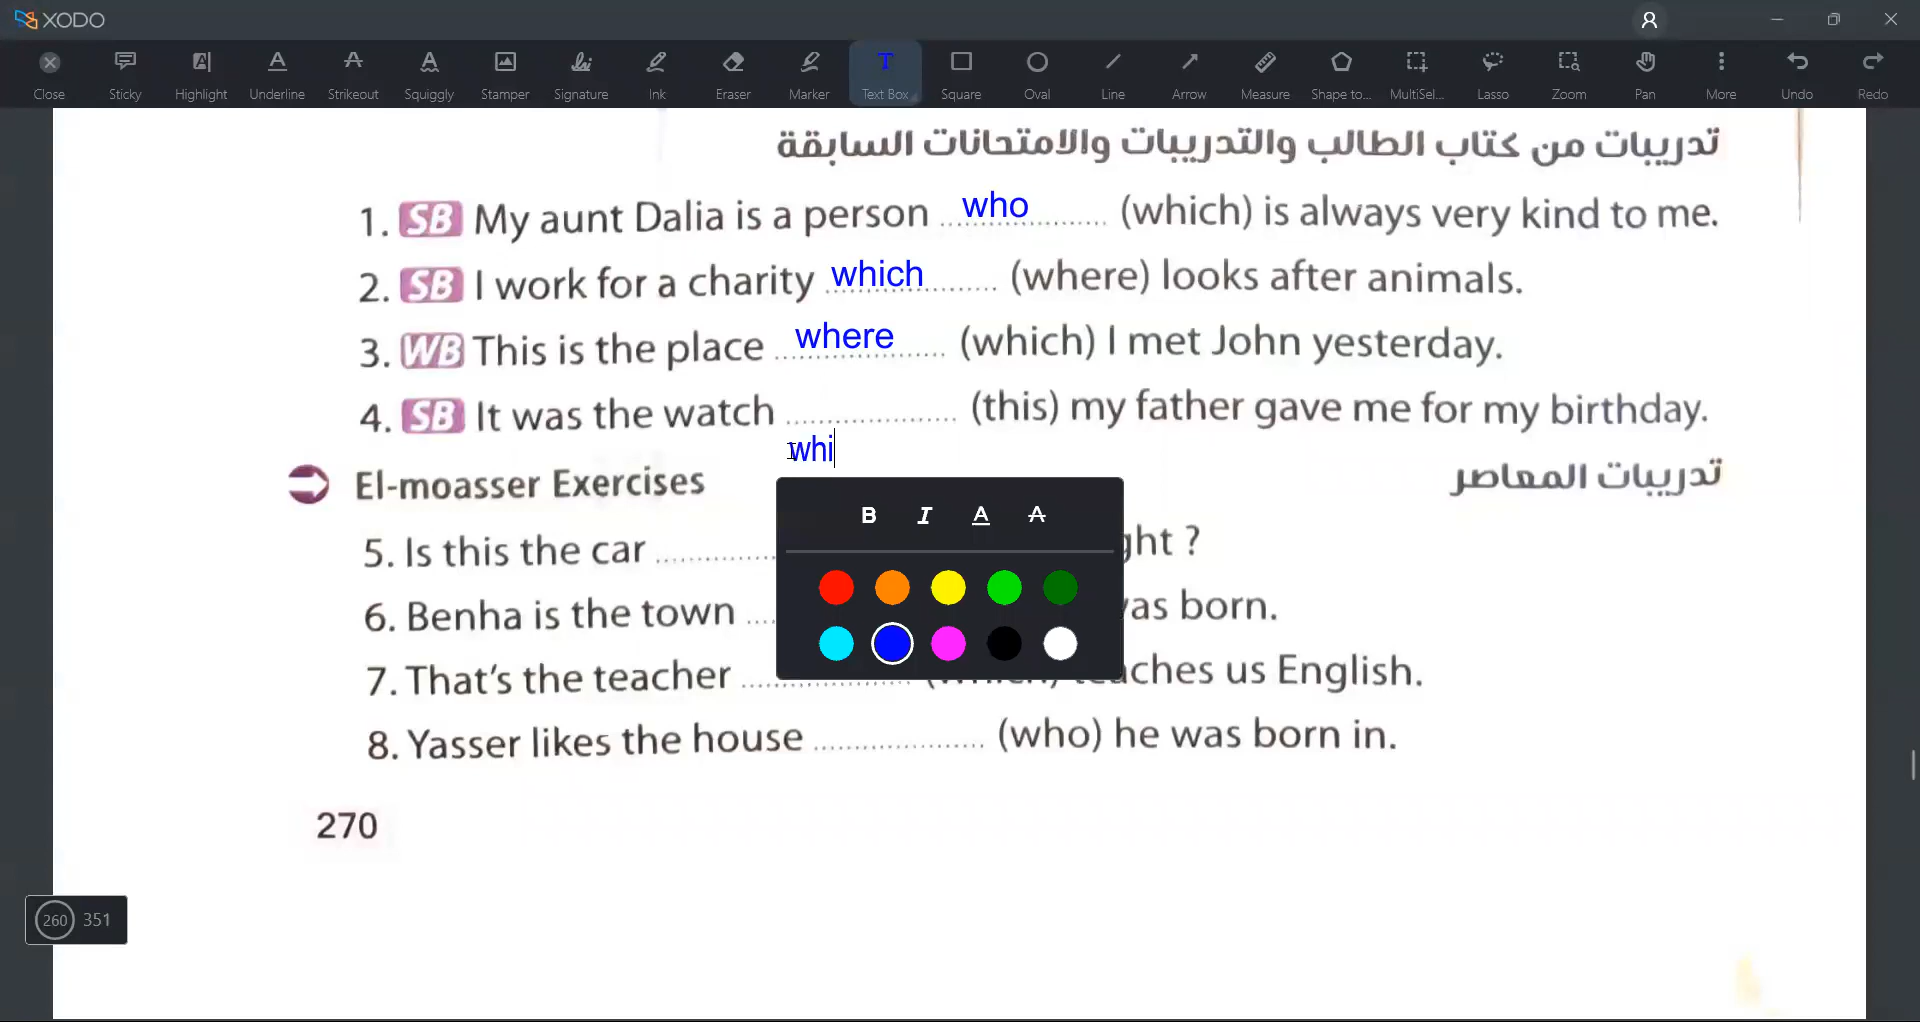 XODO
Close Sticky Highlight Underline Strikeout Squiggly Stamper Signature Ink Eraser Marker Text Box Square Oval Line Arrow Measure Shape to... MultiSel... Lasso Zoom Pan More Undo Redo
تدريبات من كتاب الطالب والتدريبات والامتحانات السابقة
1. SB My aunt Dalia is a person who (which) is always very kind to me.
2. SB I work for a charity which (where) looks after animals.
3. WB This is the place where (which) I met John yesterday.
4. SB It was the watch .................... (this) my father gave me for my birthday.
whi
El-moasser Exercises تدريبات المعاصر
B I A A
5. Is this the car .............. ght ?
6. Benha is the town .... as born.
7. That's the teacher .................... (which) teaches us English.
8. Yasser likes the house .................... (who) he was born in.
270
260 351